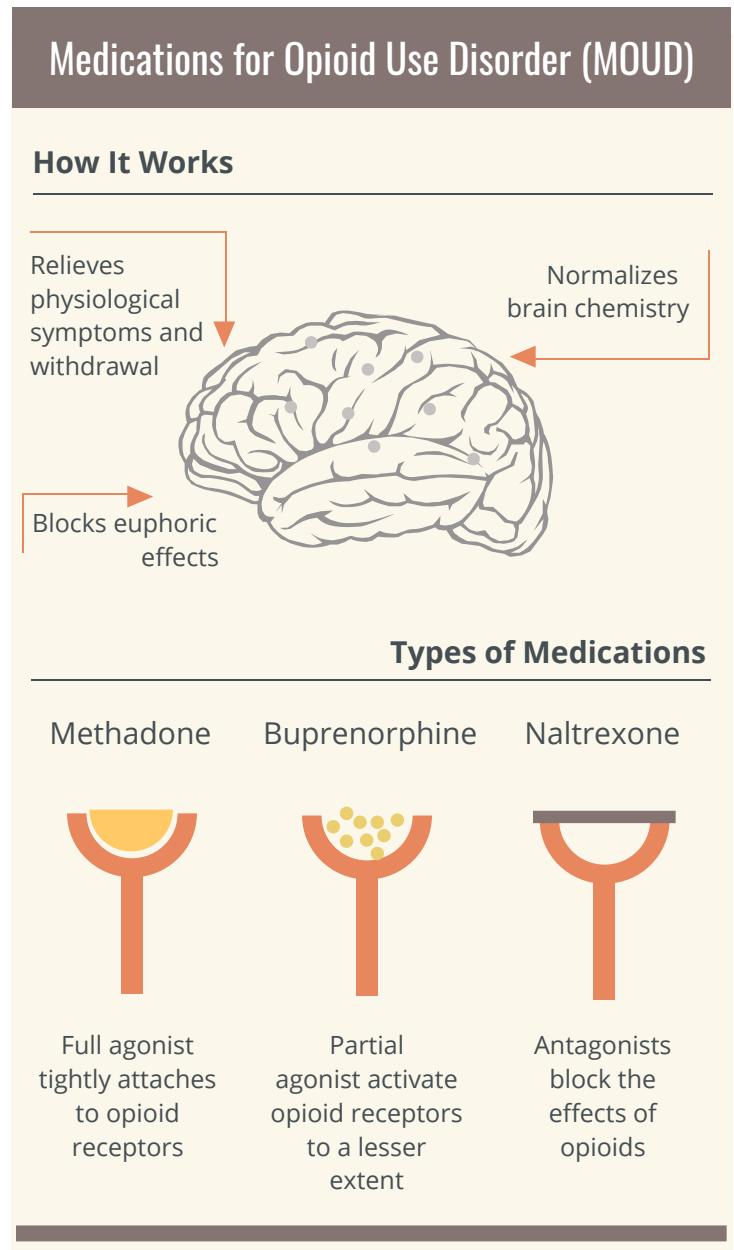 Medications for Opioid Use Disorder (MOUD)
How It Works
Relieves
physiological
symptoms and
withdrawal
Normalizes
brain chemistry
Blocks euphoric
effects
Types of Medications
Methadone
Buprenorphine
Naltrexone
Full agonist
tightly attaches
to opioid
receptors
Partial
agonist activate
opioid receptors
to a lesser
extent
Antagonists
block the
effects of
opioids